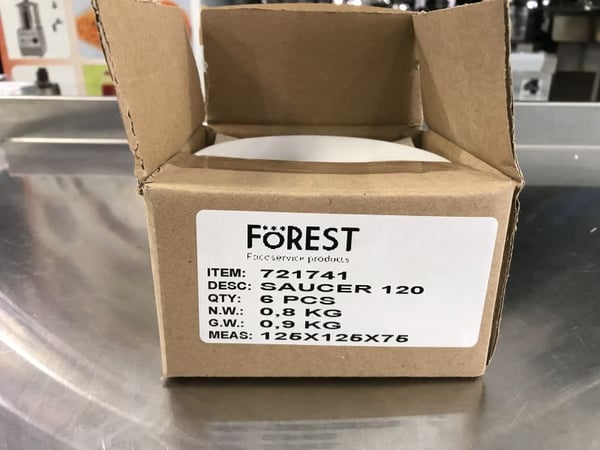 FÖREST
Foodservice products
ITEM: 721741
DESC: SAUCER 120
QTY: 6 PCS
N.W.: 0,8 KG
G.W.: 0,9 KG
MEAS: 125X125X75